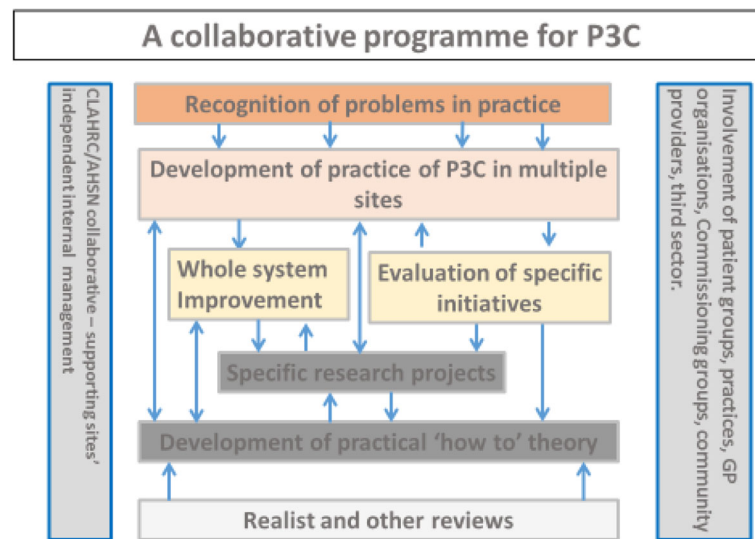 A collaborative programme for P3C
CLAHRC/AHSN collaborative – supporting sites’
independent internal management
Recognition of problems in practice
Development of practice of P3C in multiple
sites
Whole system
Improvement
Evaluation of specific
initiatives
Specific research projects
Development of practical ‘how to’ theory
Realist and other reviews
Involvement of patient groups, practices, GP
organisations, Commissioning groups, community
providers, third sector.